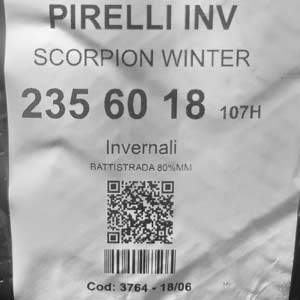 PIRELLI INV
SCORPION WINTER
235 60 18 107H
Invernali
BATTISTRADA 80%MM
Cod: 3764 - 18/06